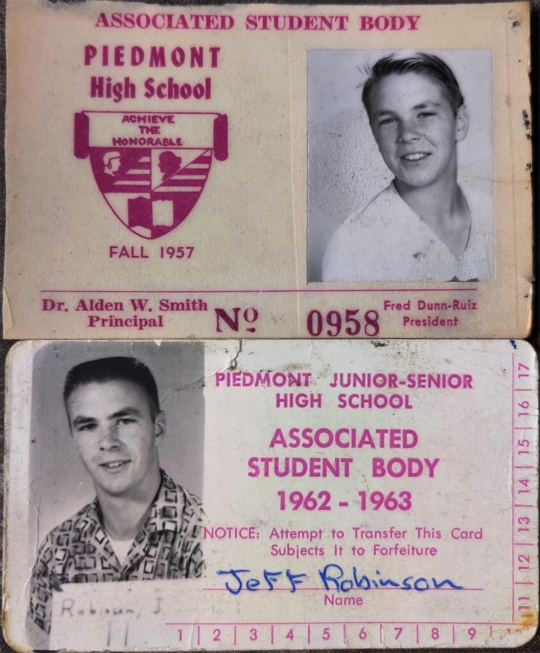 ASSOCIATED STUDENT BODY
PIEDMONT
High School
ACHIEVE
THE
HONORABLE
FALL 1957
Dr. Alden W. Smith
Principal
Nº 0958
Fred Dunn-Ruiz
President
PIEDMONT JUNIOR-SENIOR
HIGH SCHOOL
ASSOCIATED
STUDENT BODY
1962 - 1963
NOTICE: Attempt to Transfer This Card
Subjects It to Forfeiture
Jeff Robinson
Name
Robinson, J.
1 | 2 | 3 | 4 | 5 | 6 | 7 | 8 | 9 |
11 | 12 | 13 | 14 | 15 | 16 | 17